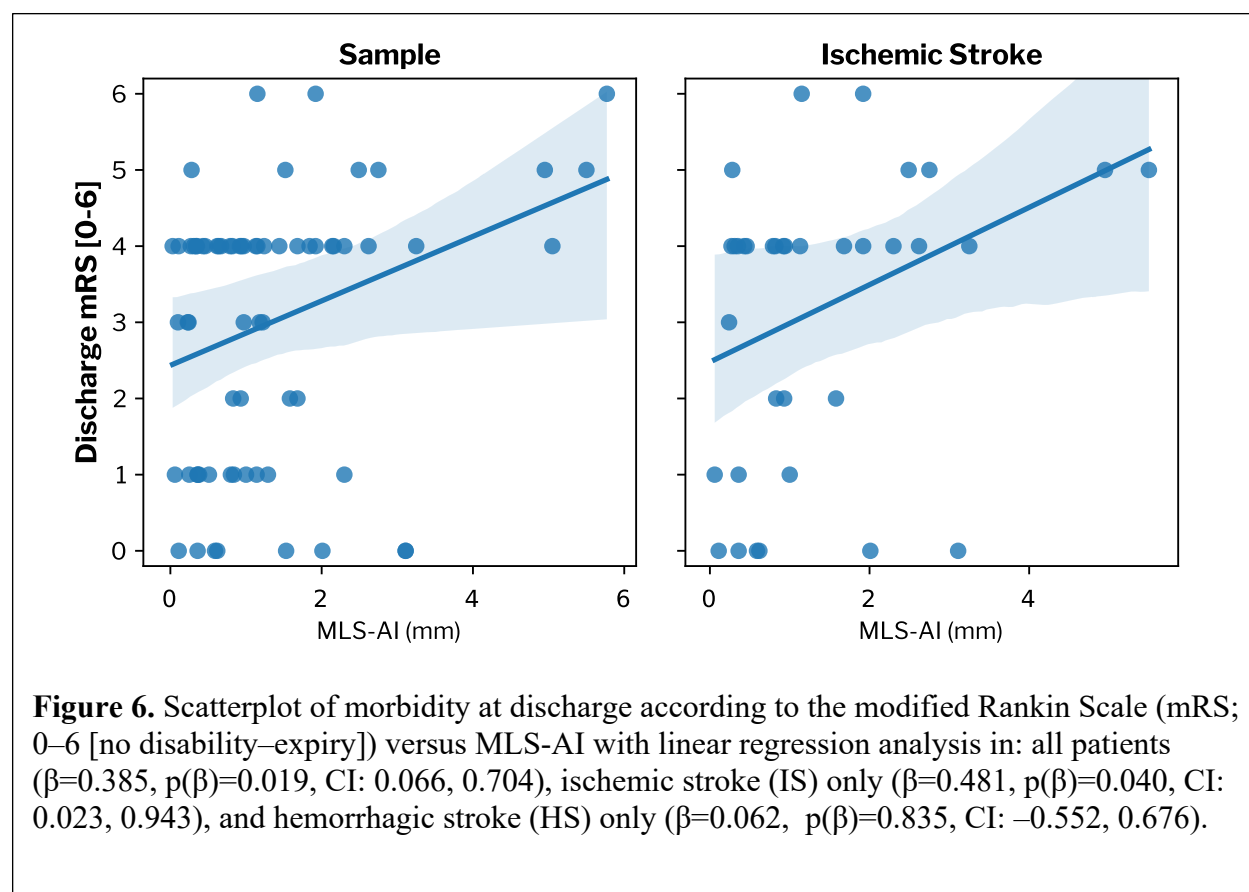 Sample
Ischemic Stroke
Discharge mRS [0-6]
6
5
4
3
2
1
0
0 2 4 6
0 2 4
MLS-AI (mm)
MLS-AI (mm)
Figure 6. Scatterplot of morbidity at discharge according to the modified Rankin Scale (mRS;
0–6 [no disability–expiry]) versus MLS-AI with linear regression analysis in: all patients
(β=0.385, p(β)=0.019, CI: 0.066, 0.704), ischemic stroke (IS) only (β=0.481, p(β)=0.040, CI:
0.023, 0.943), and hemorrhagic stroke (HS) only (β=0.062, p(β)=0.835, CI: –0.552, 0.676).